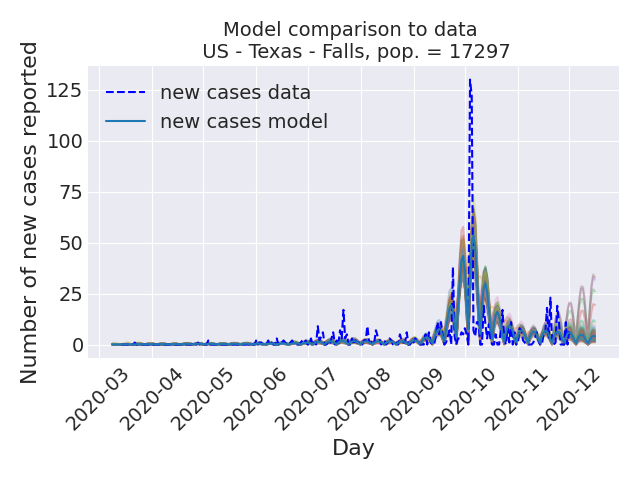 Model comparison to data
US - Texas - Falls, pop. = 17297
Number of new cases reported
125
100
75
50
25
0
new cases data
new cases model
2020-03
2020-04
2020-05
2020-06
2020-07
2020-08
2020-09
2020-10
2020-11
2020-12
Day